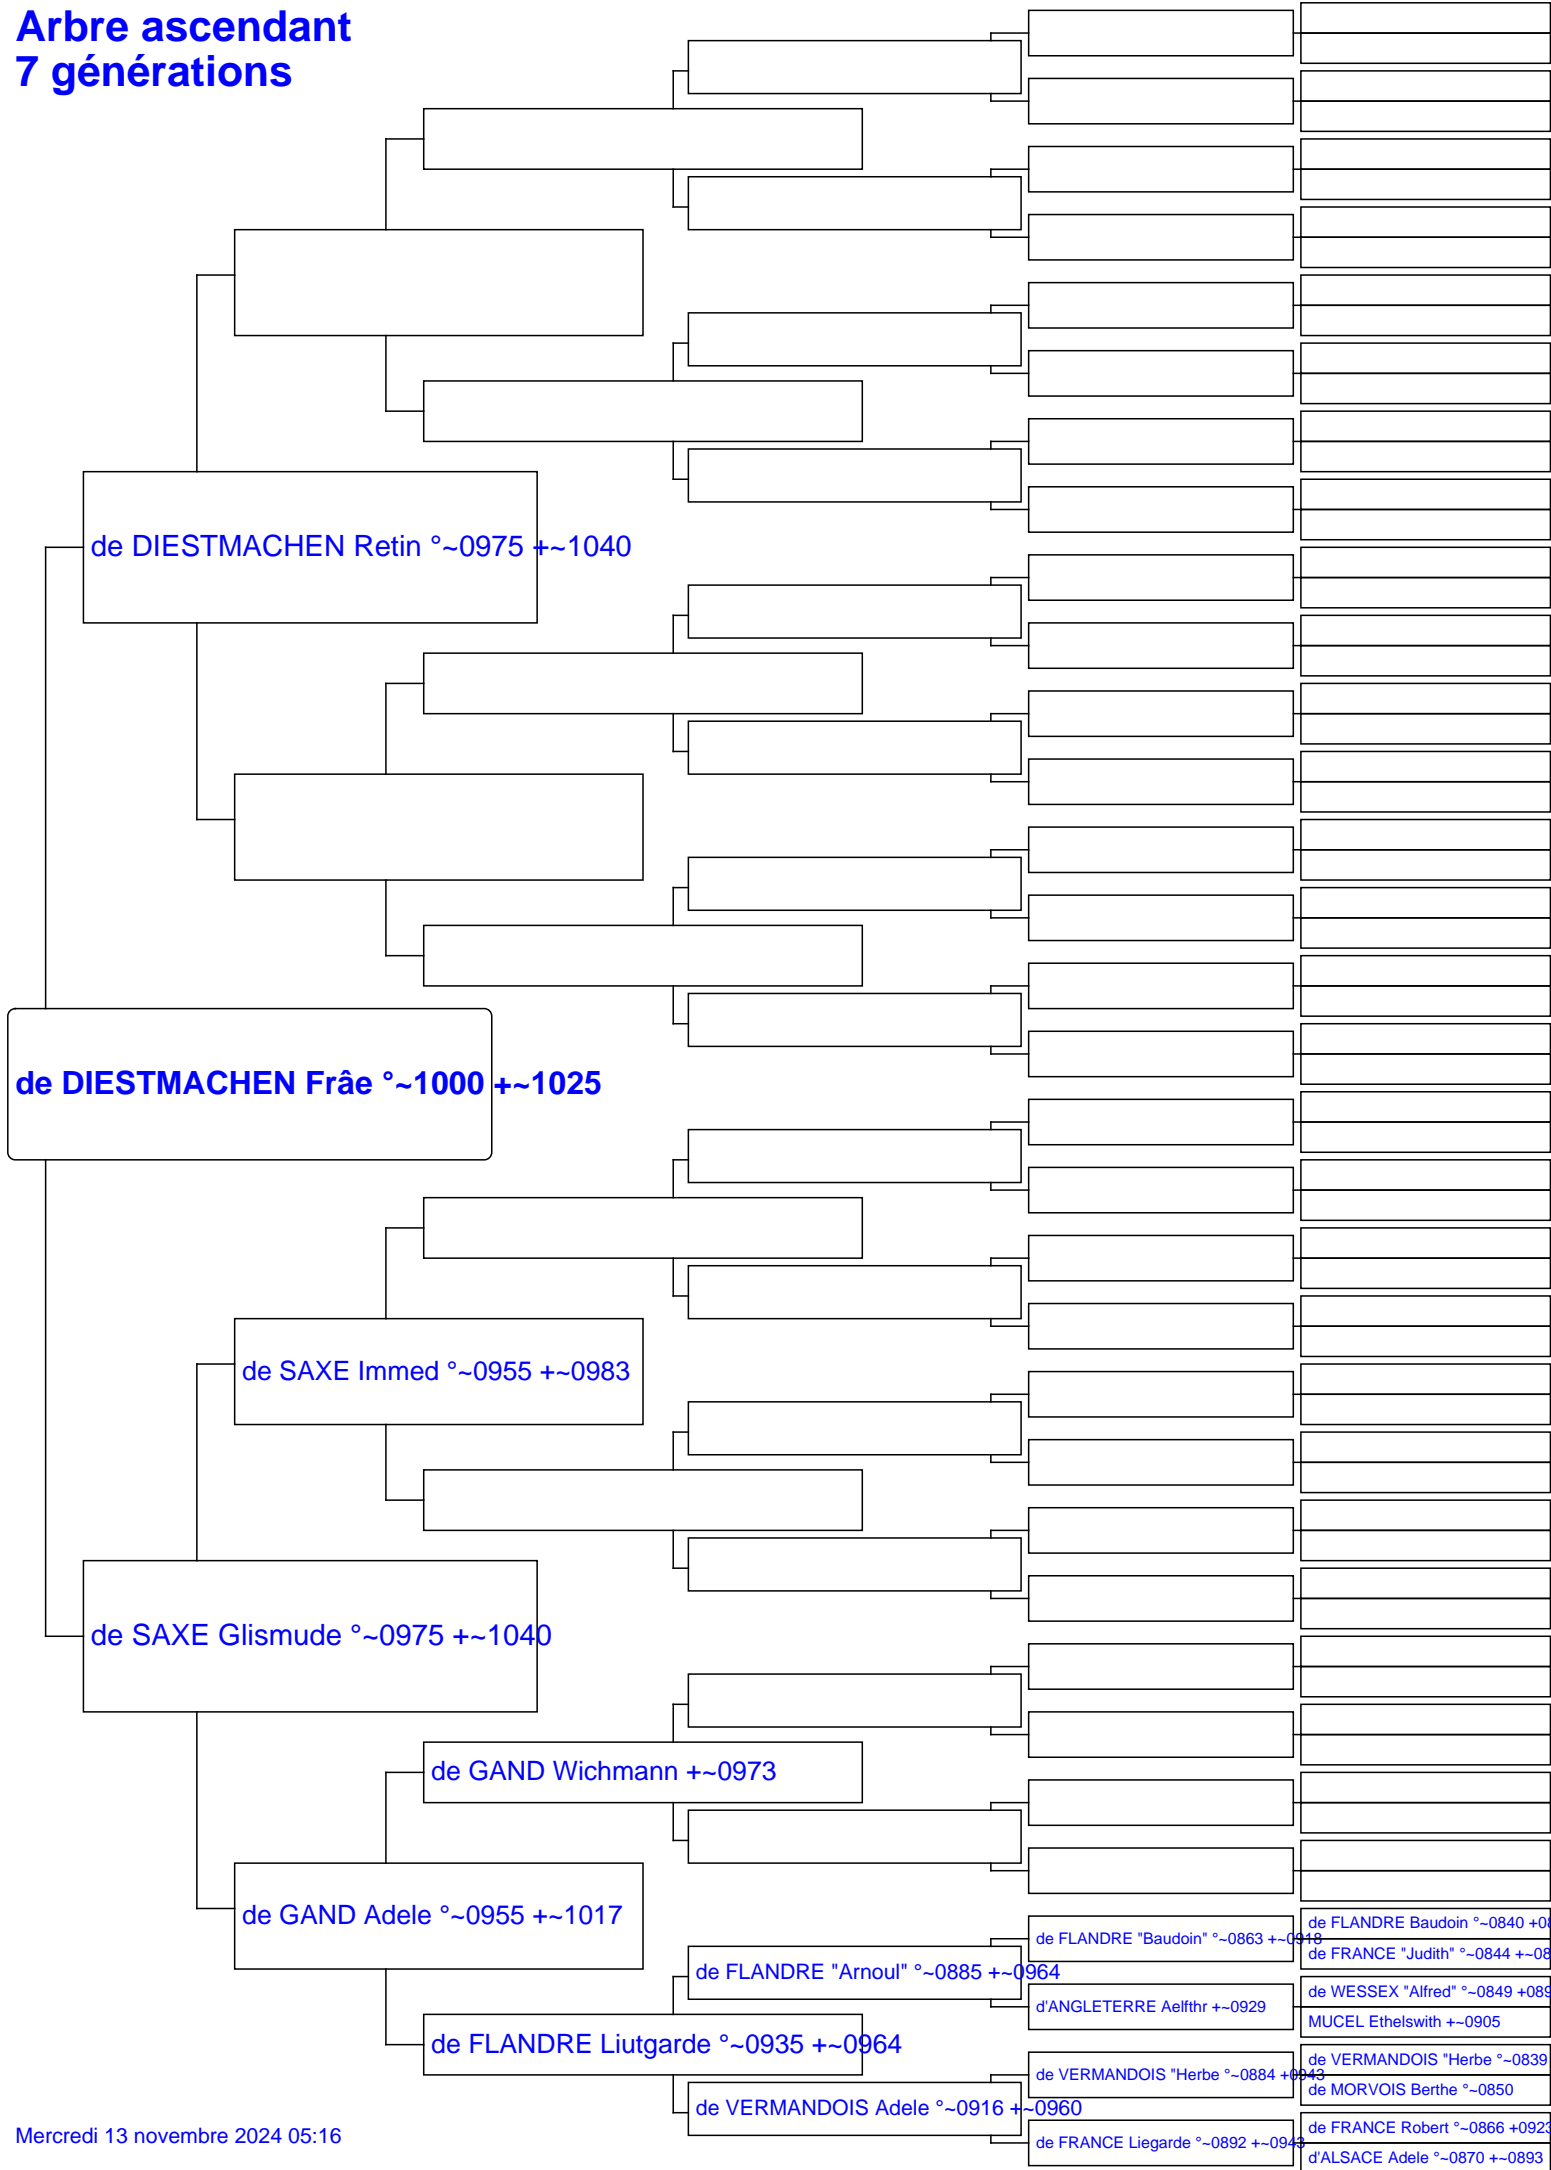 Arbre ascendant
7 générations
de DIESTMACHEN Retin °~0975 +~1040
de DIESTMACHEN Frâe °~1000 +~1025
de SAXE Immed °~0955 +~0983
de SAXE Glismude °~0975 +~1040
de GAND Wichmann +~0973
de GAND Adele °~0955 +~1017
de FLANDRE Baudoin °~0840 +08
de FLANDRE "Baudoin" °~0863 +~0918
de FRANCE "Judith" °~0844 +~08
de FLANDRE "Arnoul" °~0885 +~0964
de WESSEX "Alfred" °~0849 +089
d'ANGLETERRE Aelfthr +~0929
MUCEL Ethelswith +~0905
de FLANDRE Liutgarde °~0935 +~0964
de VERMANDOIS "Herbe °~0839
de VERMANDOIS "Herbe °~0884 +0943
de MORVOIS Berthe °~0850
de VERMANDOIS Adele °~0916 +~0960
de FRANCE Robert °~0866 +0923
de FRANCE Liegarde °~0892 +~0943
d'ALSACE Adele °~0870 +~0893
Mercredi 13 novembre 2024 05:16